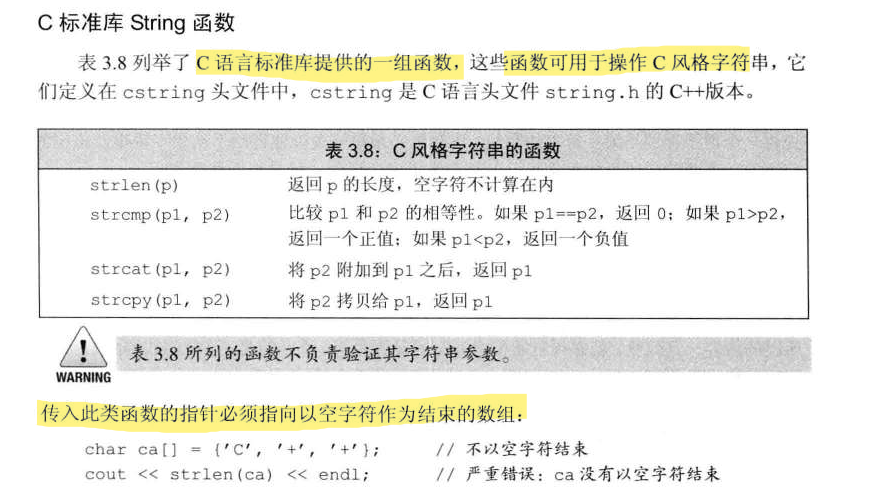 C 标准库 String 函数
表 3.8 列举了 C 语言标准库提供的一组函数，这些函数可用于操作 C 风格字符串，它
们定义在 cstring 头文件中，cstring 是 C 语言头文件 string.h 的 C++版本。
表 3.8：C 风格字符串的函数
strlen(p) 返回 p 的长度，空字符不计算在内
strcmp(p1, p2) 比较 p1 和 p2 的相等性。如果 p1==p2，返回 0；如果 p1>p2，
返回一个正值；如果 p1<p2，返回一个负值
strcat(p1, p2) 将 p2 附加到 p1 之后，返回 p1
strcpy(p1, p2) 将 p2 拷贝给 p1，返回 p1
表 3.8 所列的函数不负责验证其字符串参数。
WARNING
传入此类函数的指针必须指向以空字符作为结束的数组：
char ca[] = {'C', '+', '+'}; // 不以空字符结束
cout << strlen(ca) << endl; // 严重错误：ca 没有以空字符结束